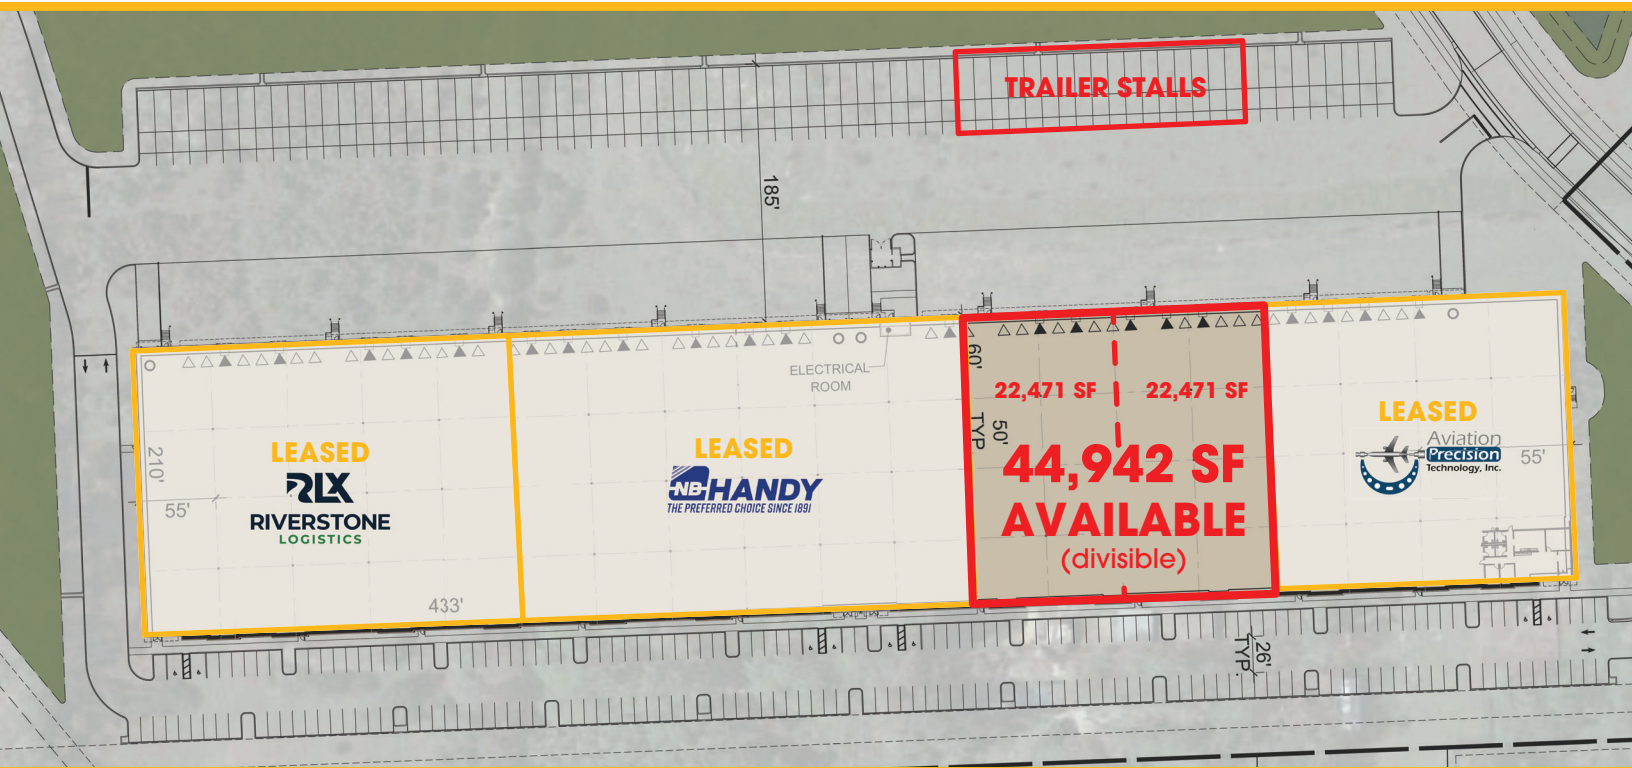 TRAILER STALLS
185'
ELECTRICAL
ROOM
60'
TYP
50'
22,471 SF
22,471 SF
44,942 SF
AVAILABLE
(divisible)
LEASED
RLX
RIVERSTONE
LOGISTICS
210'
55'
433'
LEASED
NB HANDY
THE PREFERRED CHOICE SINCE 1891
LEASED
Aviation
Precision
Technology, Inc.
55'
26'
TYP.